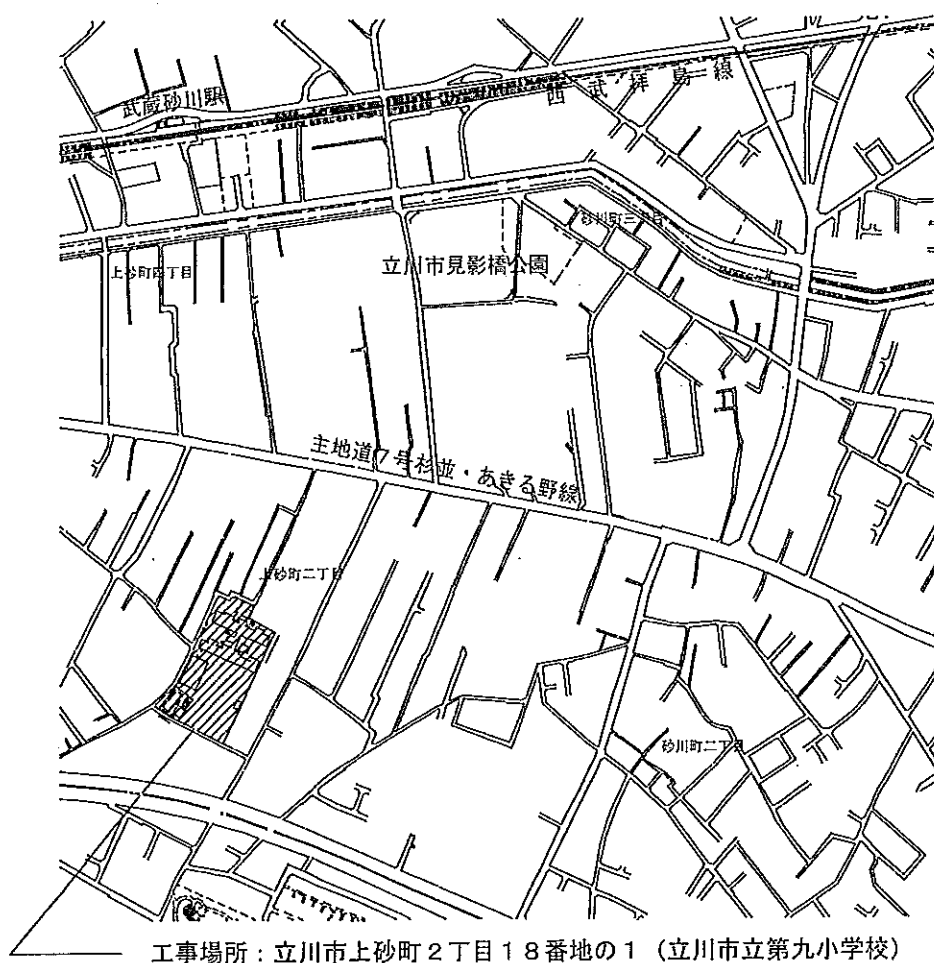 武蔵砂川駅
西武拝島線
砂川町三丁目
上砂町四丁目
立川市見影橋公園
主地道7号杉並・あきる野線
上砂町二丁目
砂川町二丁目
工事場所：立川市上砂町2丁目18番地の1（立川市立第九小学校）